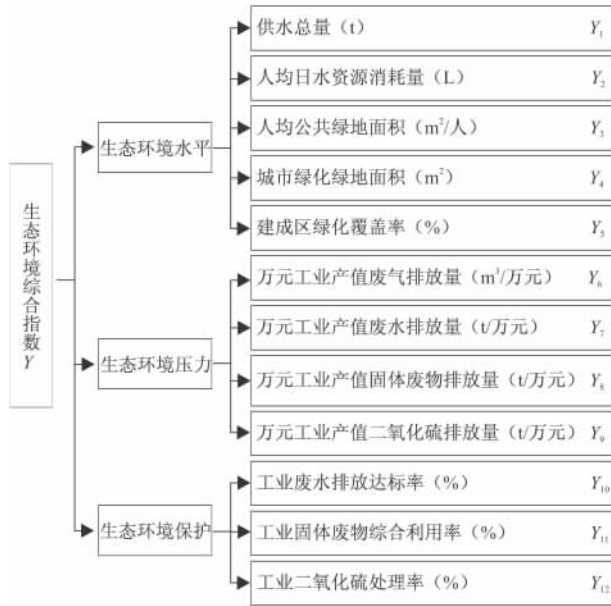 生态环境综合指数Y
生态环境水平
供水总量（t） Y₁
人均日水资源消耗量（L） Y₂
人均公共绿地面积（m²/人） Y₃
城市绿化绿地面积（m²） Y₄
建成区绿化覆盖率（%） Y₅
生态环境压力
万元工业产值废气排放量（m³/万元） Y₆
万元工业产值废水排放量（t/万元） Y₇
万元工业产值固体废物排放量（t/万元） Y₈
万元工业产值二氧化硫排放量（t/万元） Y₉
生态环境保护
工业废水排放达标率（%） Y₁₀
工业固体废物综合利用率（%） Y₁₁
工业二氧化硫处理率（%） Y₁₂